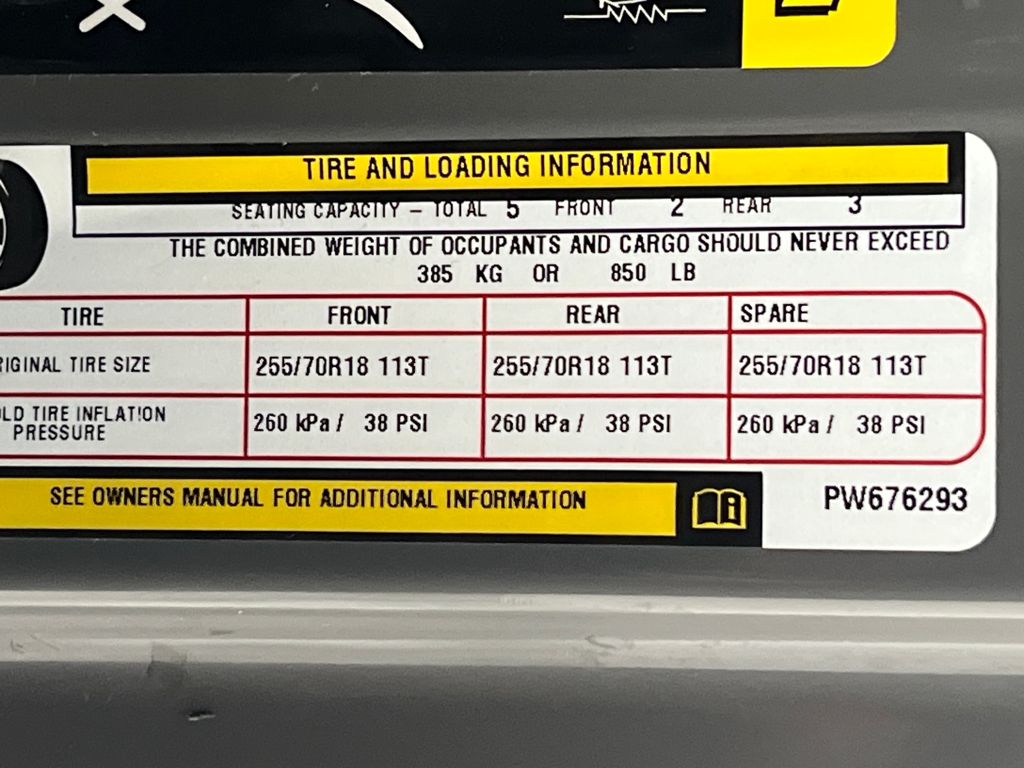 TIRE AND LOADING INFORMATION
SEATING CAPACITY – TOTAL 5 FRONT 2 REAR 3
THE COMBINED WEIGHT OF OCCUPANTS AND CARGO SHOULD NEVER EXCEED
385 KG OR 850 LB
TIRE FRONT REAR SPARE
RIGINAL TIRE SIZE 255/70R18 113T 255/70R18 113T 255/70R18 113T
LD TIRE INFLATION
PRESSURE 260 kPa / 38 PSI 260 kPa / 38 PSI 260 kPa / 38 PSI
SEE OWNERS MANUAL FOR ADDITIONAL INFORMATION
PW676293